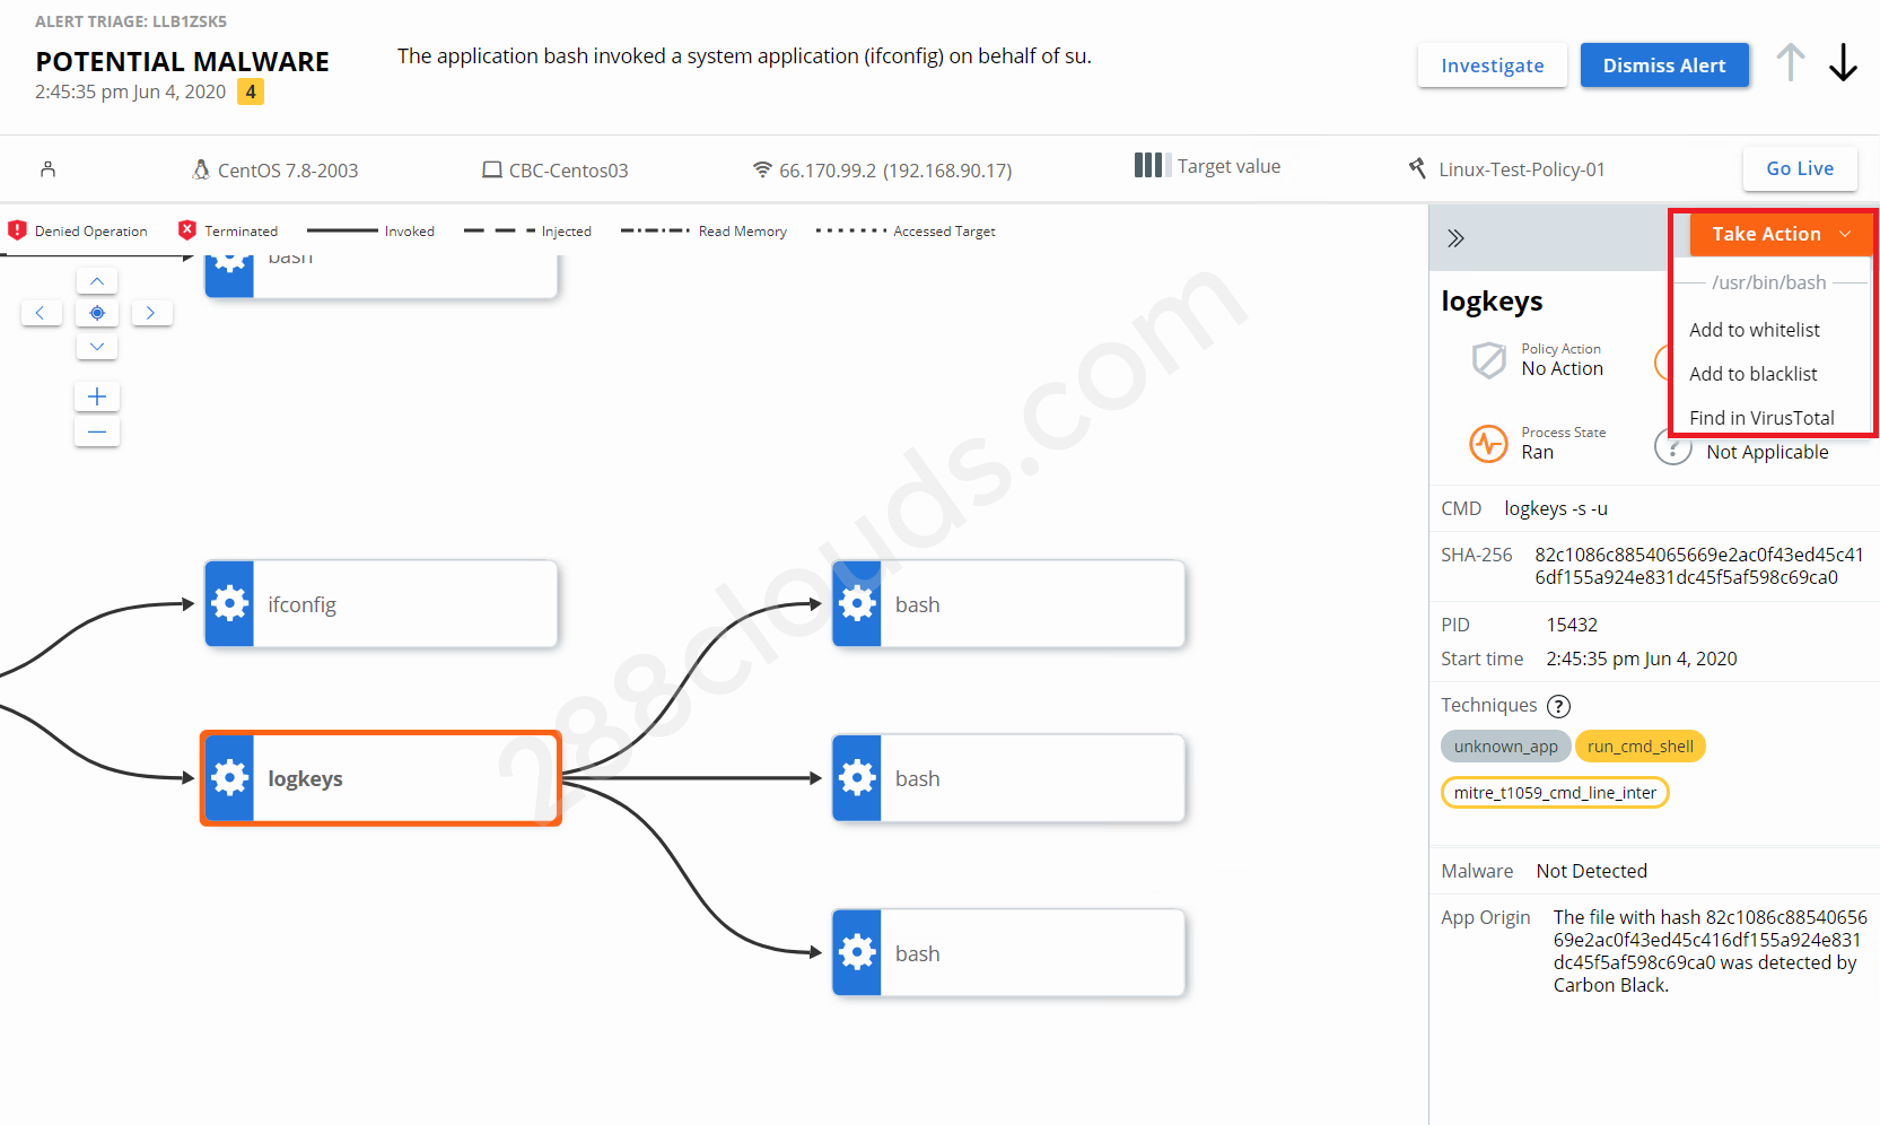 ALERT TRIAGE: LLB1ZSK5
POTENTIAL MALWARE
The application bash invoked a system application (ifconfig) on behalf of su.
2:45:35 pm Jun 4, 2020 4
Investigate
Dismiss Alert
CentOS 7.8-2003
CBC-Centos03
66.170.99.2 (192.168.90.17)
Target value
Linux-Test-Policy-01
Go Live
Denied Operation
Terminated
Invoked
Injected
Read Memory
Accessed Target
Take Action
/usr/bin/bash
Add to whitelist
Add to blacklist
Find in VirusTotal
bash
ifconfig
logkeys
bash
bash
bash
288clouds.com
logkeys
Policy Action
No Action
Process State
Ran
Not Applicable
CMD logkeys -s -u
SHA-256 82c1086c8854065669e2ac0f43ed45c41
6df155a924e831dc45f5af598c69ca0
PID 15432
Start time 2:45:35 pm Jun 4, 2020
Techniques ?
unknown_app run_cmd_shell
mitre_t1059_cmd_line_inter
Malware Not Detected
App Origin The file with hash 82c1086c88540656
69e2ac0f43ed45c416df155a924e831
dc45f5af598c69ca0 was detected by
Carbon Black.